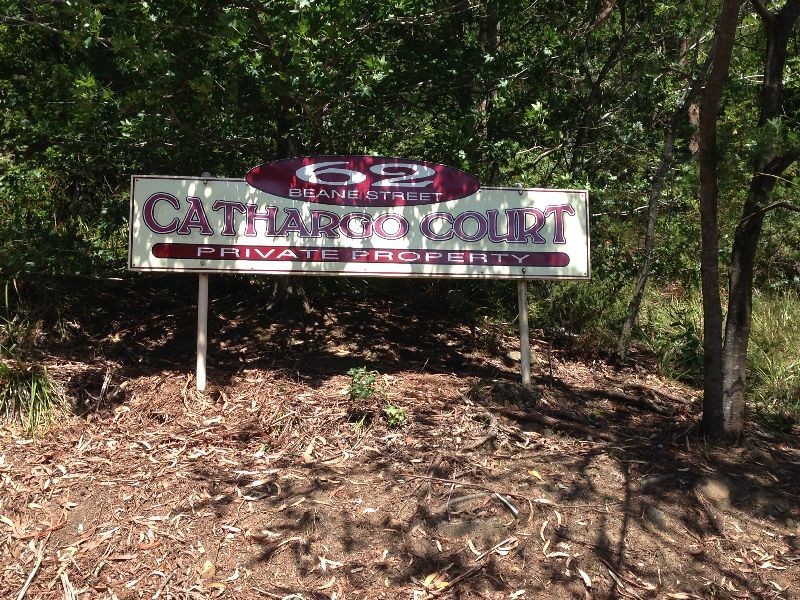 62
BEANE STREET
CATHARGO COURT
PRIVATE PROPERTY